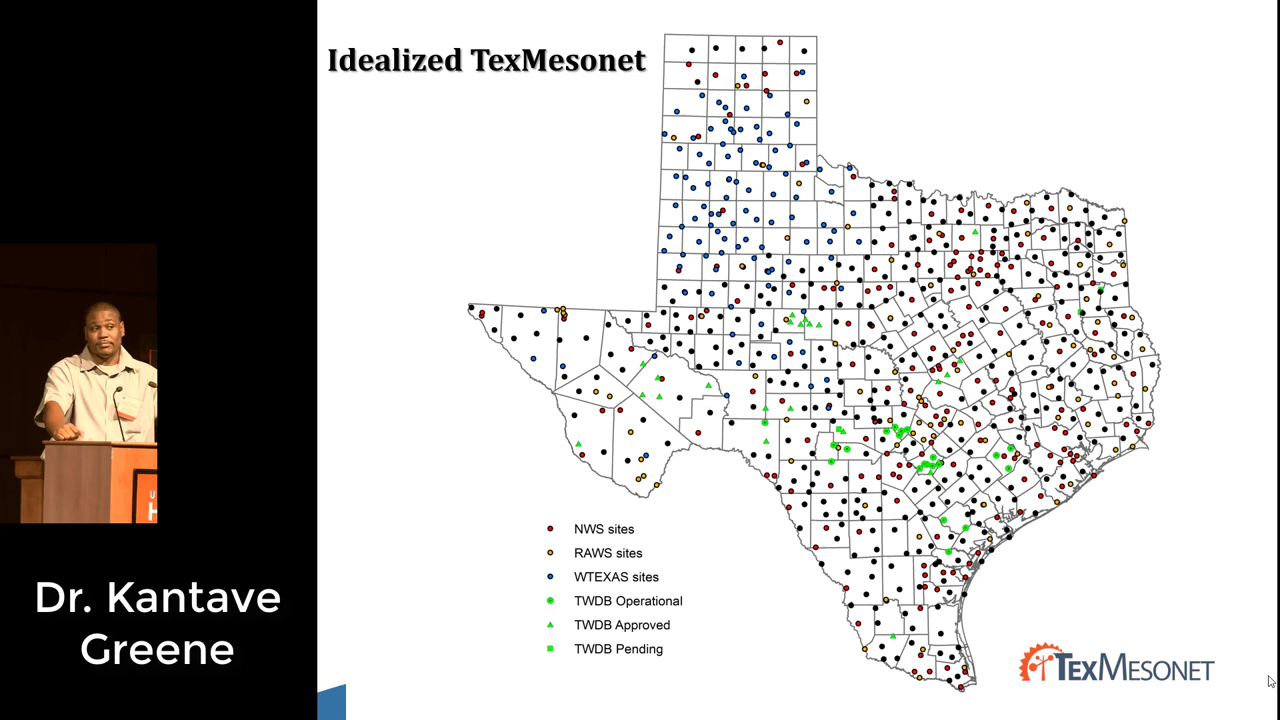 Idealized TexMesonet
NWS sites
RAWS sites
WTEXAS sites
TWDB Operational
TWDB Approved
TWDB Pending
TEXMESONET
U
H
Dr. Kantave
Greene